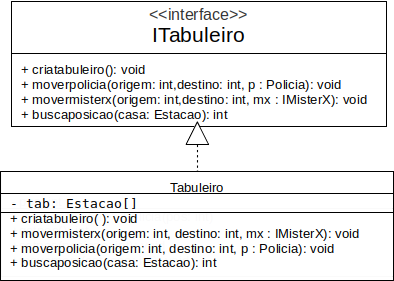 <<interface>>
ITabuleiro
+ criatabuleiro(): void
+ moverpolicia(origem: int,destino: int, p : Policia): void
+ movermisterx(origem: int,destino: int, mx : IMisterX): void
+ buscaposicao(casa: Estacao): int
Tabuleiro
- tab: Estacao[]
+ criatabuleiro( ): void
+ movermisterx(origem: int, destino: int, mx : IMisterX): void
+ moverpolicia(origem: int, destino: int, p : Policia): void
+ buscaposicao(casa: Estacao): int